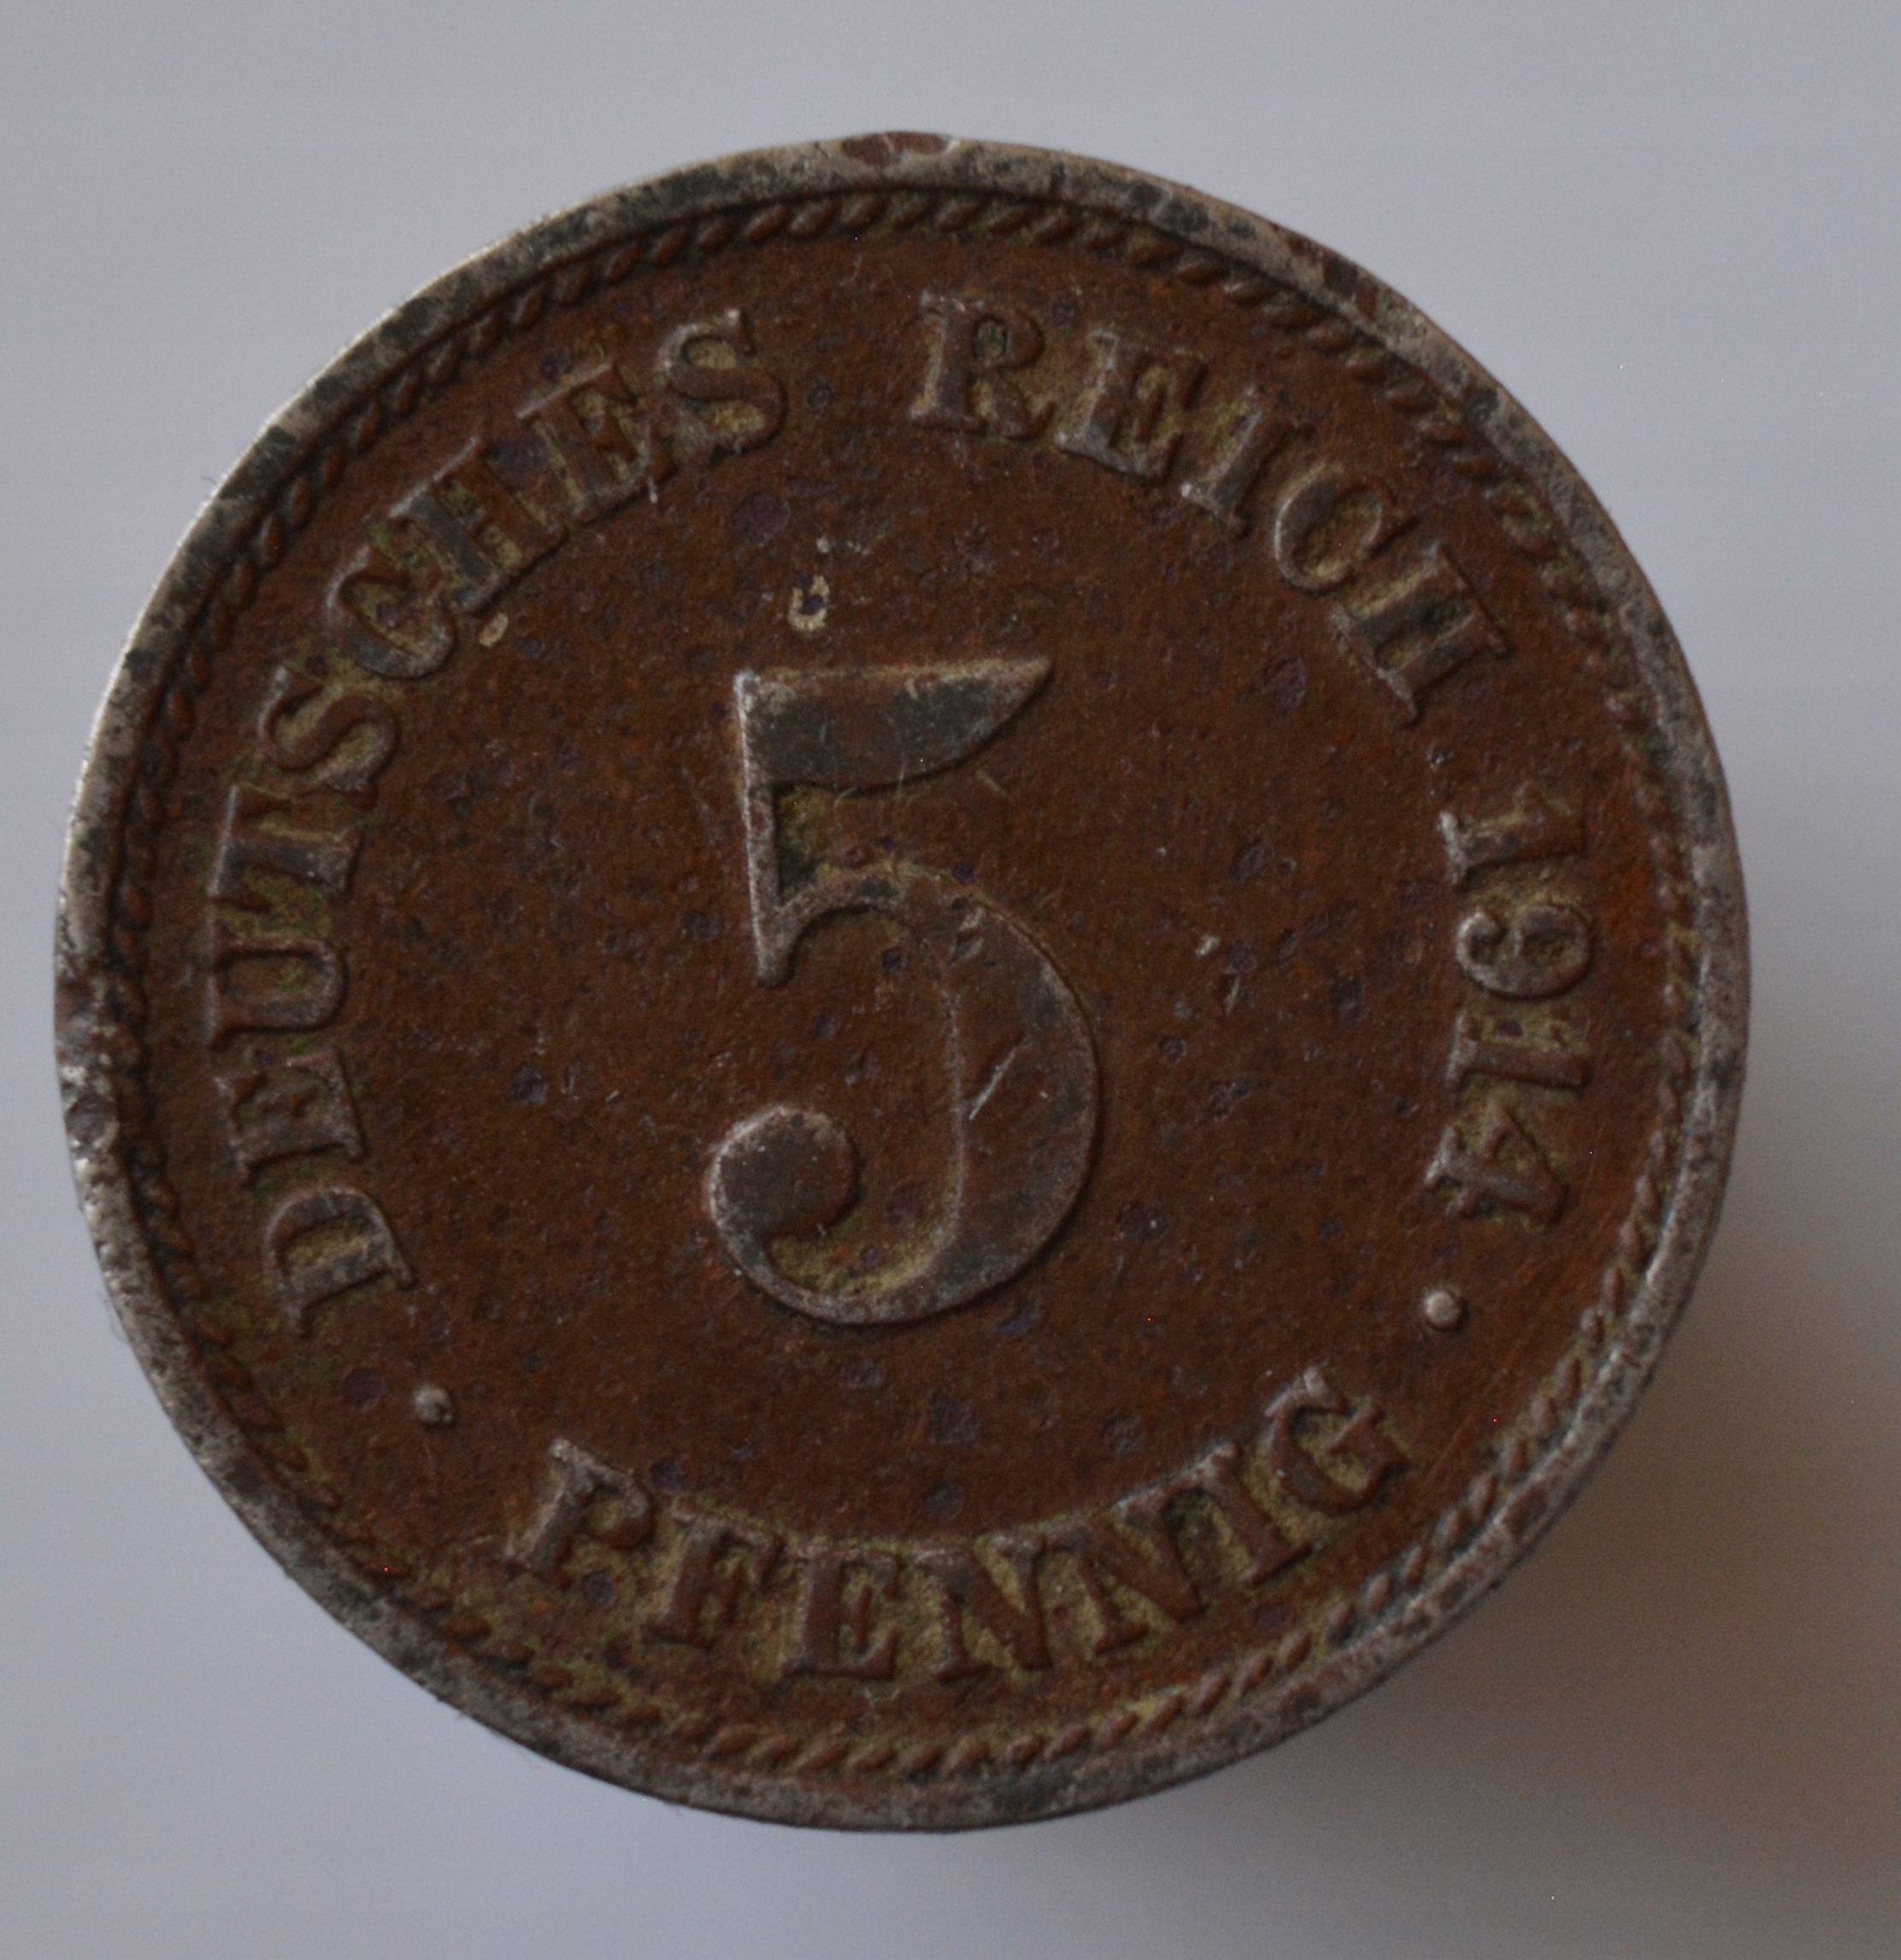 DEUTSCHES REICH 1914
5
PFENNIG